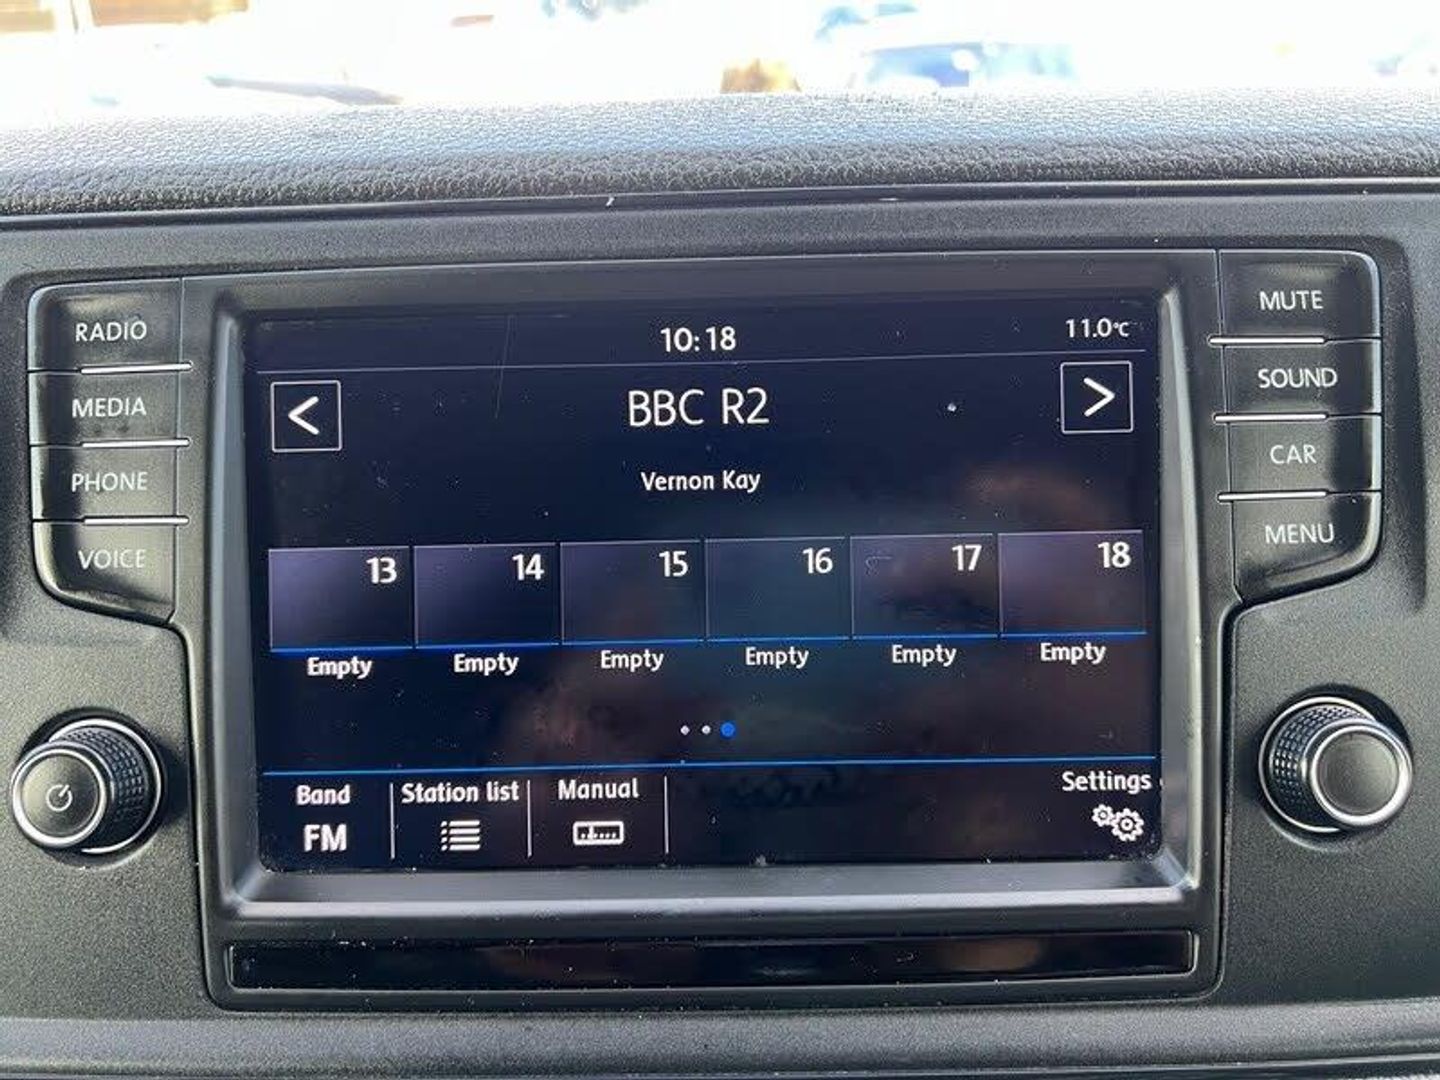 RADIO
MEDIA
PHONE
VOICE
10:18
11.0°C
<
BBC R2
>
Vernon Kay
13 14 15 16 17 18
Empty Empty Empty Empty Empty Empty
Band Station list Manual Settings
FM
MUTE
SOUND
CAR
MENU